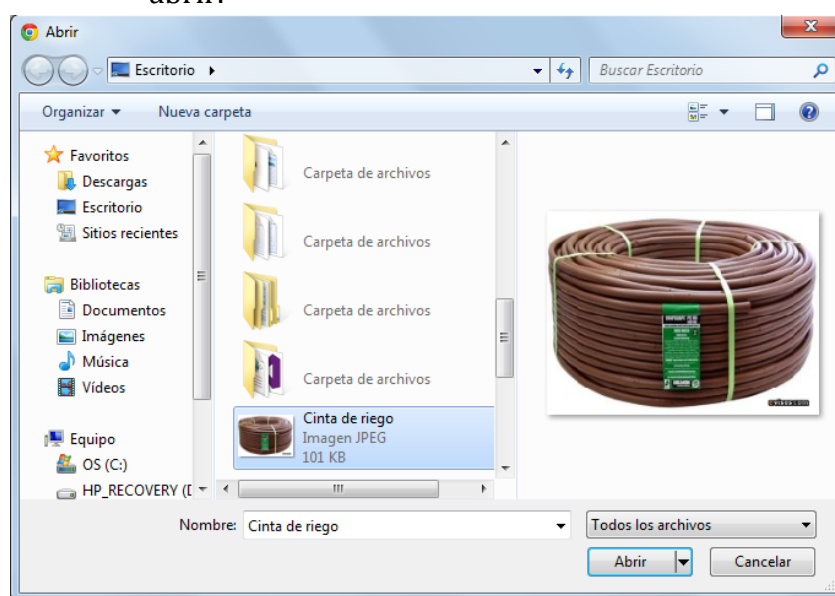 abrir.
Abrir
Escritorio
Buscar Escritorio
Organizar
Nueva carpeta
Favoritos
Descargas
Escritorio
Sitios recientes
Bibliotecas
Documentos
Imágenes
Música
Vídeos
Equipo
OS (C:)
HP_RECOVERY (D
Carpeta de archivos
Carpeta de archivos
Carpeta de archivos
Carpeta de archivos
Cinta de riego
Imagen JPEG
101 KB
Nombre: Cinta de riego
Todos los archivos
Abrir
Cancelar